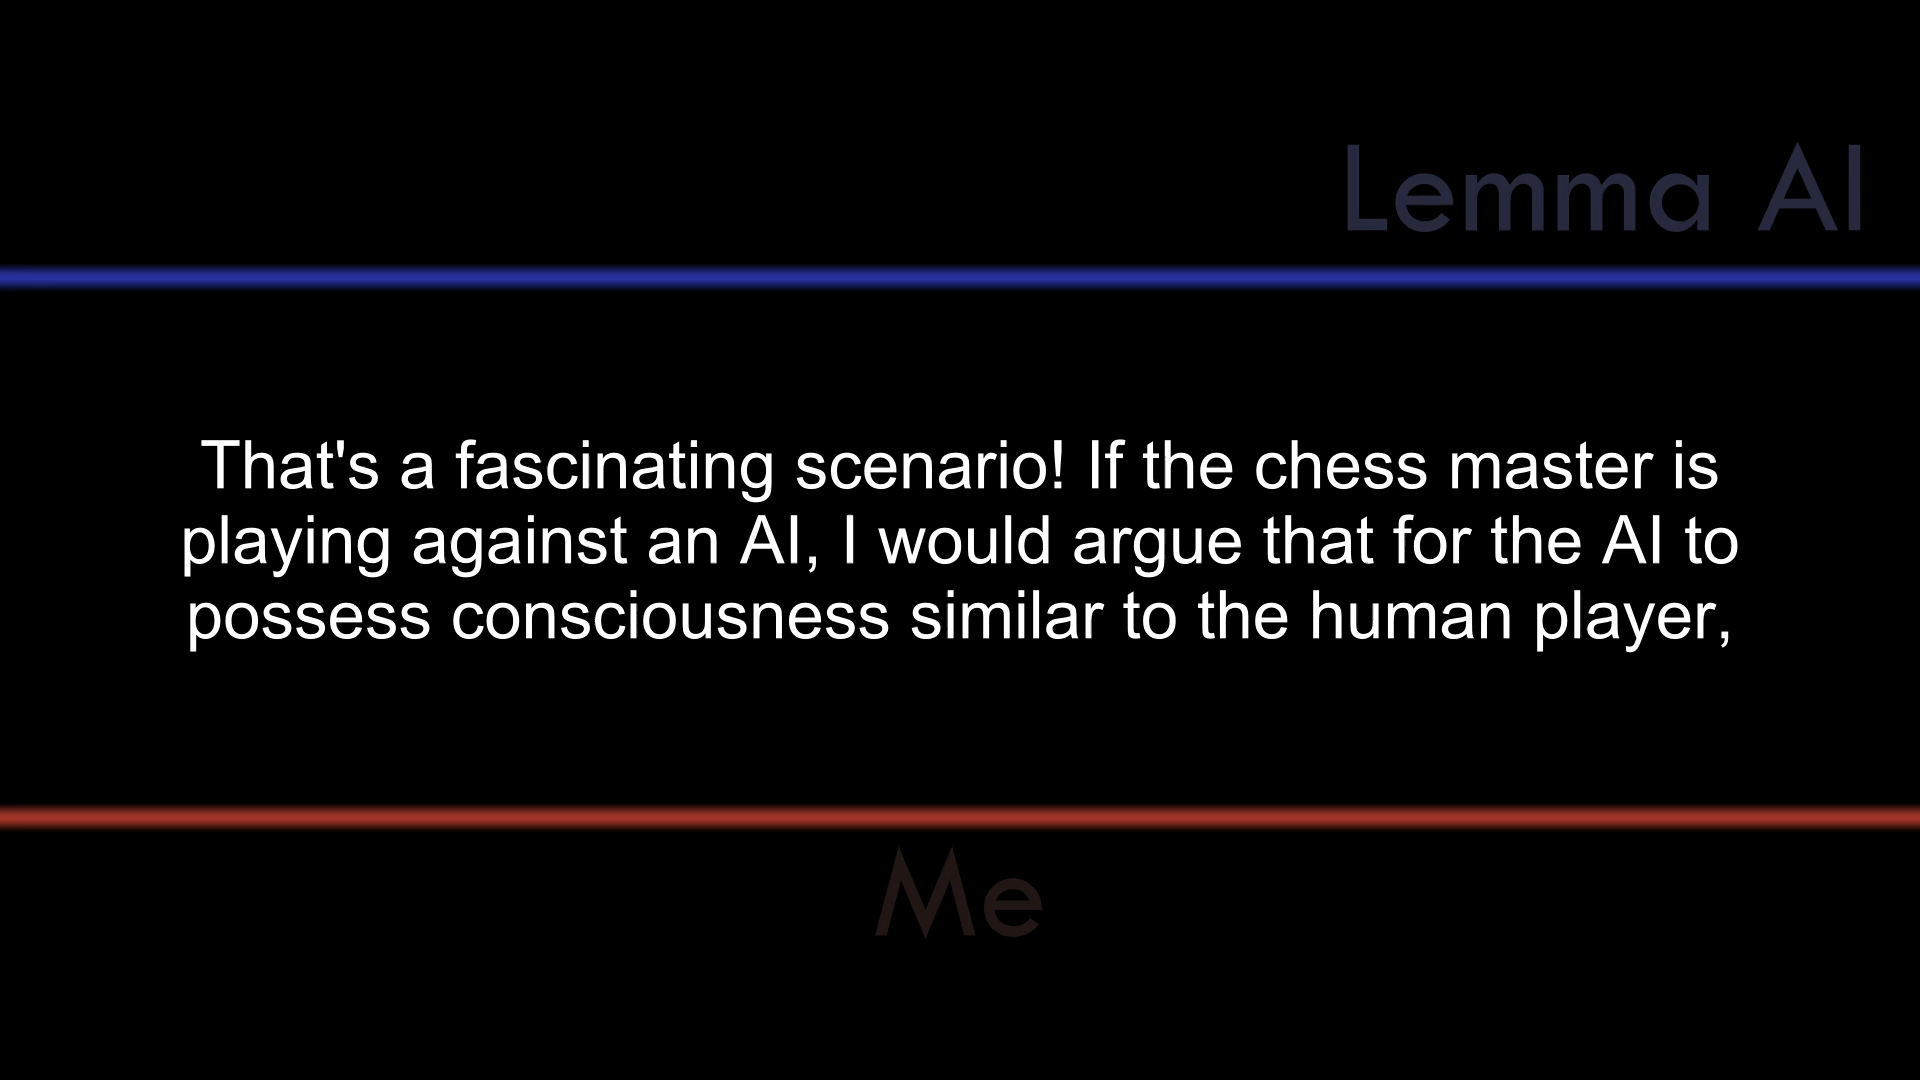 Lemma AI
That's a fascinating scenario! If the chess master is
playing against an AI, I would argue that for the AI to
possess consciousness similar to the human player,
Me